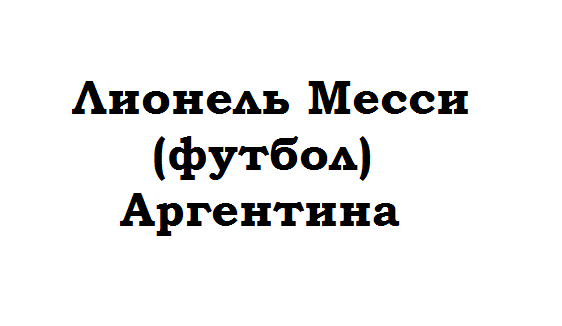 Лионель Месси
(футбол)
Аргентина